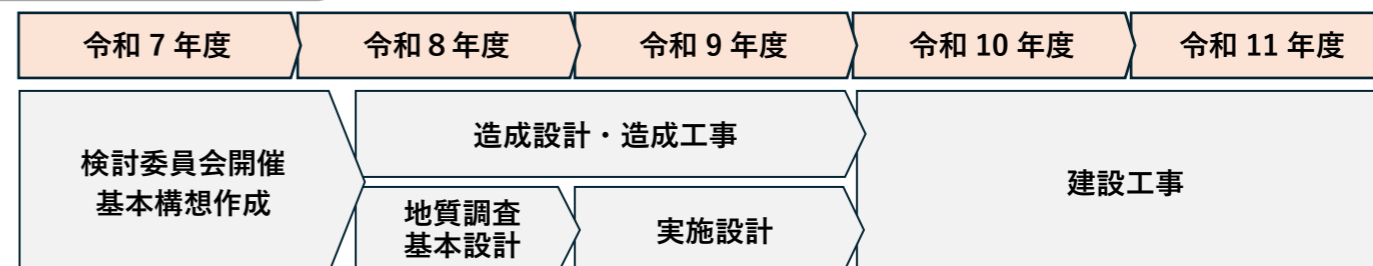 令和 7 年度
令和 8 年度
令和 9 年度
令和 10 年度
令和 11 年度
検討委員会開催
基本構想作成
造成設計・造成工事
地質調査
基本設計
実施設計
建設工事